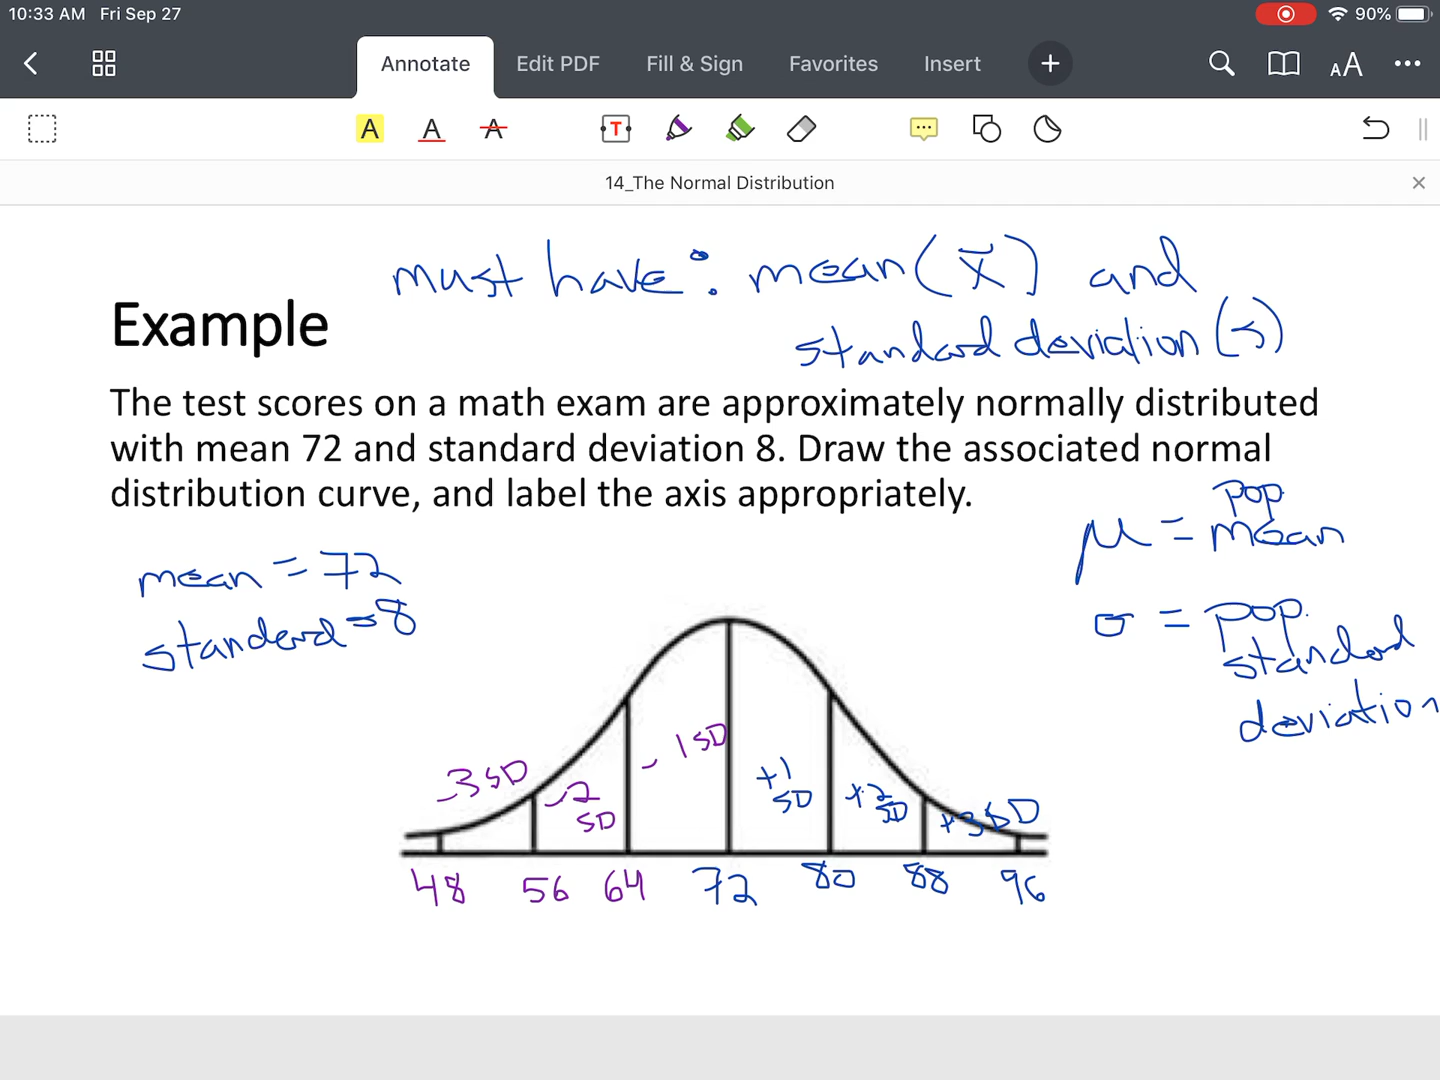 10:33 AM Fri Sep 27
90%
Annotate Edit PDF Fill & Sign Favorites Insert
A A A T AA
14_The Normal Distribution
must have: mean (x̄) and
standard deviation (s)
Example
The test scores on a math exam are approximately normally distributed
with mean 72 and standard deviation 8. Draw the associated normal
distribution curve, and label the axis appropriately.
pop.
μ = mean
mean = 72
standard = 8
σ = pop.
standard
deviation
-3SD -2 SD -1SD +1 SD +2 SD +3SD
48 56 64 72 80 88 96